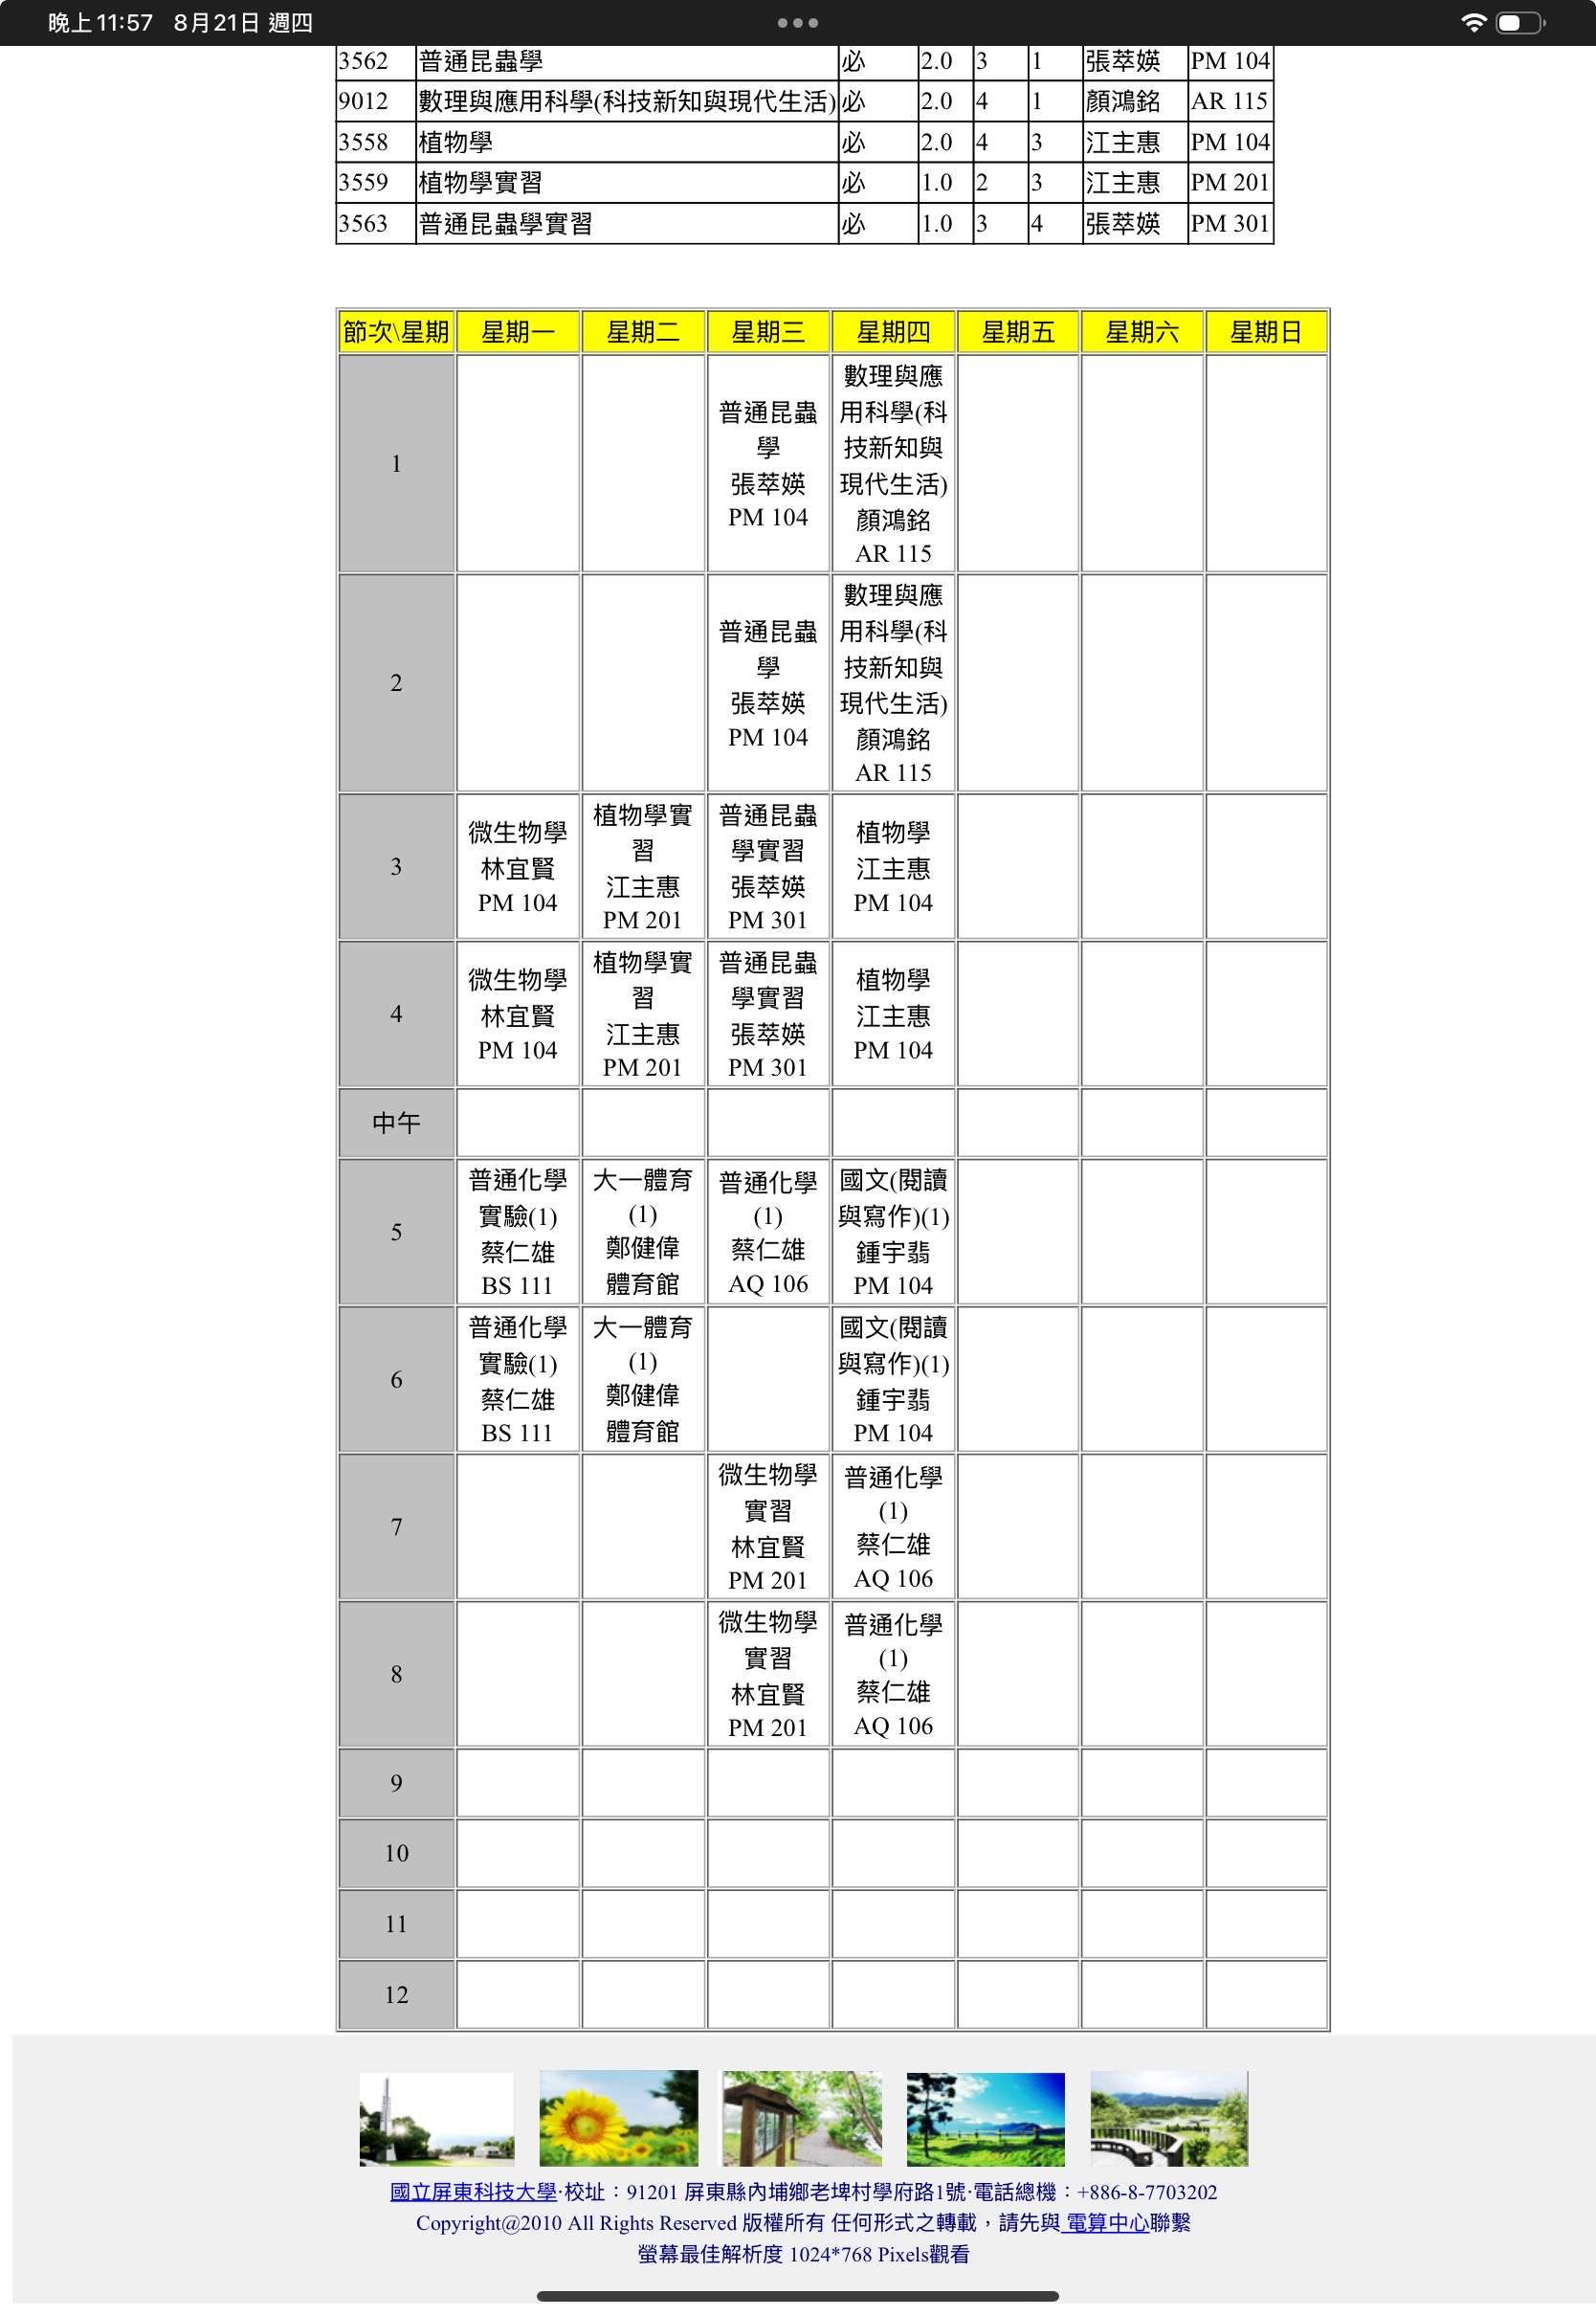 晚上11:57 8月21日 週四
3562 普通昆蟲學 必 2.0 3 1 張萃媖 PM 104
9012 數理與應用科學(科技新知與現代生活) 必 2.0 4 1 顏鴻銘 AR 115
3558 植物學 必 2.0 4 3 江主惠 PM 104
3559 植物學實習 必 1.0 2 3 江主惠 PM 201
3563 普通昆蟲學實習 必 1.0 3 4 張萃媖 PM 301
節次\星期 星期一 星期二 星期三 星期四 星期五 星期六 星期日
1
普通昆蟲
學
張萃媖
PM 104
數理與應
用科學(科
技新知與
現代生活)
顏鴻銘
AR 115
2
普通昆蟲
學
張萃媖
PM 104
數理與應
用科學(科
技新知與
現代生活)
顏鴻銘
AR 115
3
微生物學
林宜賢
PM 104
植物學實
習
江主惠
PM 201
普通昆蟲
學實習
張萃媖
PM 301
植物學
江主惠
PM 104
4
微生物學
林宜賢
PM 104
植物學實
習
江主惠
PM 201
普通昆蟲
學實習
張萃媖
PM 301
植物學
江主惠
PM 104
中午
5
普通化學
實驗(1)
蔡仁雄
BS 111
大一體育
(1)
鄭健偉
體育館
普通化學
(1)
蔡仁雄
AQ 106
國文(閱讀
與寫作)(1)
鍾宇翡
PM 104
6
普通化學
實驗(1)
蔡仁雄
BS 111
大一體育
(1)
鄭健偉
體育館
國文(閱讀
與寫作)(1)
鍾宇翡
PM 104
7
微生物學
實習
林宜賢
PM 201
普通化學
(1)
蔡仁雄
AQ 106
8
微生物學
實習
林宜賢
PM 201
普通化學
(1)
蔡仁雄
AQ 106
9
10
11
12
國立屏東科技大學·校址：91201 屏東縣內埔鄉老埤村學府路1號·電話總機：+886-8-7703202
Copyright@2010 All Rights Reserved 版權所有 任何形式之轉載，請先與 電算中心聯繫
螢幕最佳解析度 1024*768 Pixels觀看